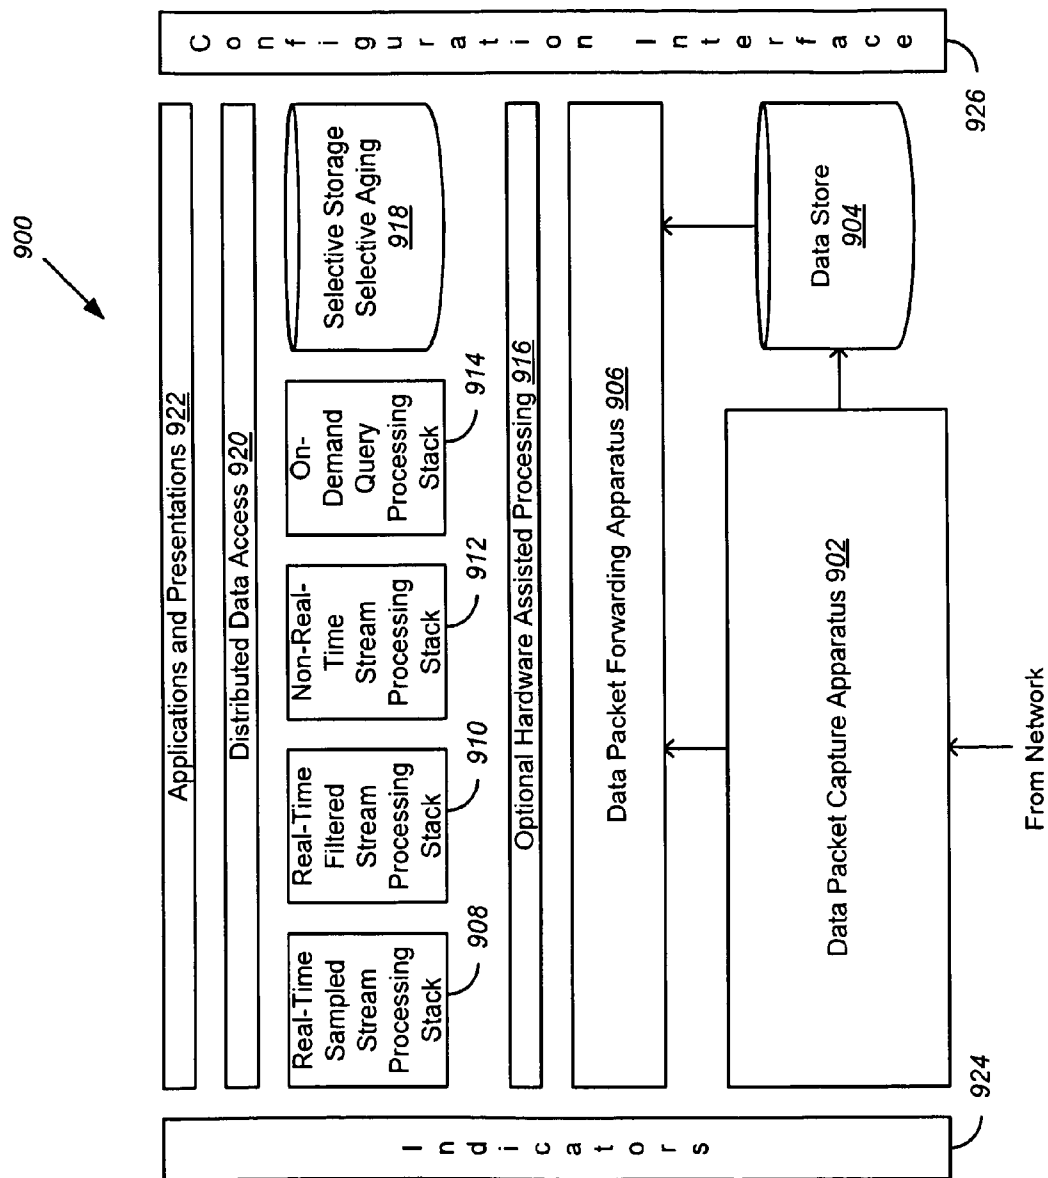 900
Applications and Presentations 922
Distributed Data Access 920
Real-Time
Sampled
Stream
Processing
Stack
908
Real-Time
Filtered
Stream
Processing
Stack
910
Non-Real-
Time
Stream
Processing
Stack
912
On-
Demand
Query
Processing
Stack
914
Selective Storage
Selective Aging
918
Optional Hardware Assisted Processing 916
Data Packet Forwarding Apparatus 906
Data Packet Capture Apparatus 902
Data Store
904
From Network
Indicators
924
Configuration Interface
926